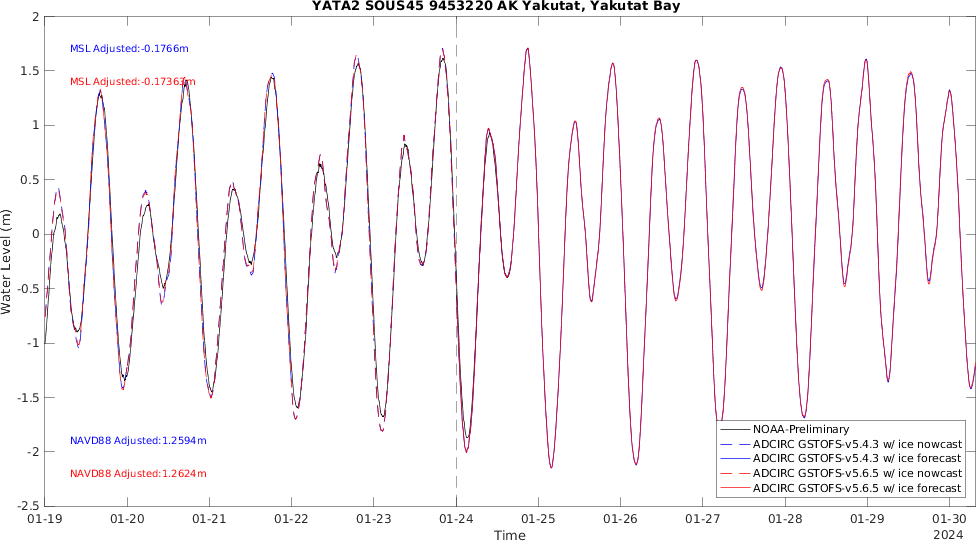 YATA2 SOUS45 9453220 AK Yakutat, Yakutat Bay
2
1.5
1
0.5
0
-0.5
-1
-1.5
-2
-2.5
Water Level (m)
MSL Adjusted:-0.1766m
MSL Adjusted:-0.17363m
NAVD88 Adjusted:1.2594m
NAVD88 Adjusted:1.2624m
NOAA-Preliminary
ADCIRC GSTOFS-v5.4.3 w/ ice nowcast
ADCIRC GSTOFS-v5.4.3 w/ ice forecast
ADCIRC GSTOFS-v5.6.5 w/ ice nowcast
ADCIRC GSTOFS-v5.6.5 w/ ice forecast
01-19 01-20 01-21 01-22 01-23 01-24 01-25 01-26 01-27 01-28 01-29 01-30
Time
2024